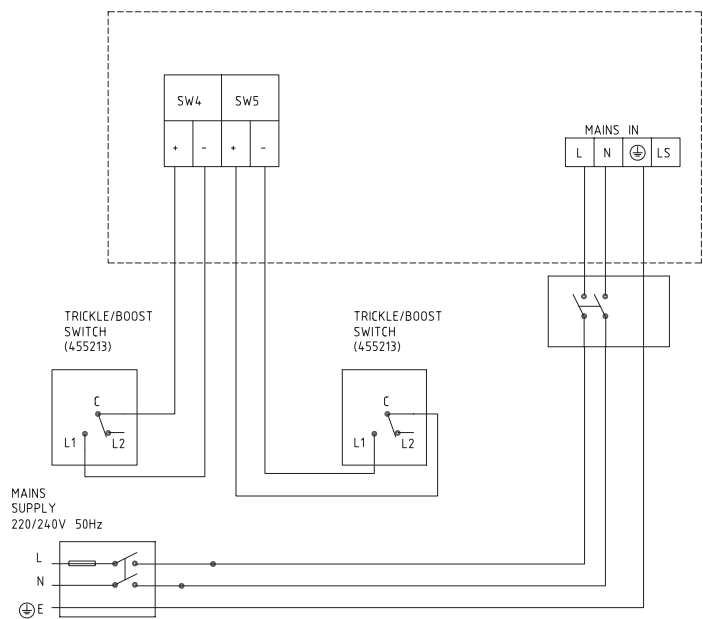 SW4 SW5
+ - + -
MAINS IN
L N LS
TRICKLE/BOOST
SWITCH
(455213)
C
L1 L2
TRICKLE/BOOST
SWITCH
(455213)
C
L1 L2
MAINS
SUPPLY
220/240V 50Hz
L
N
E